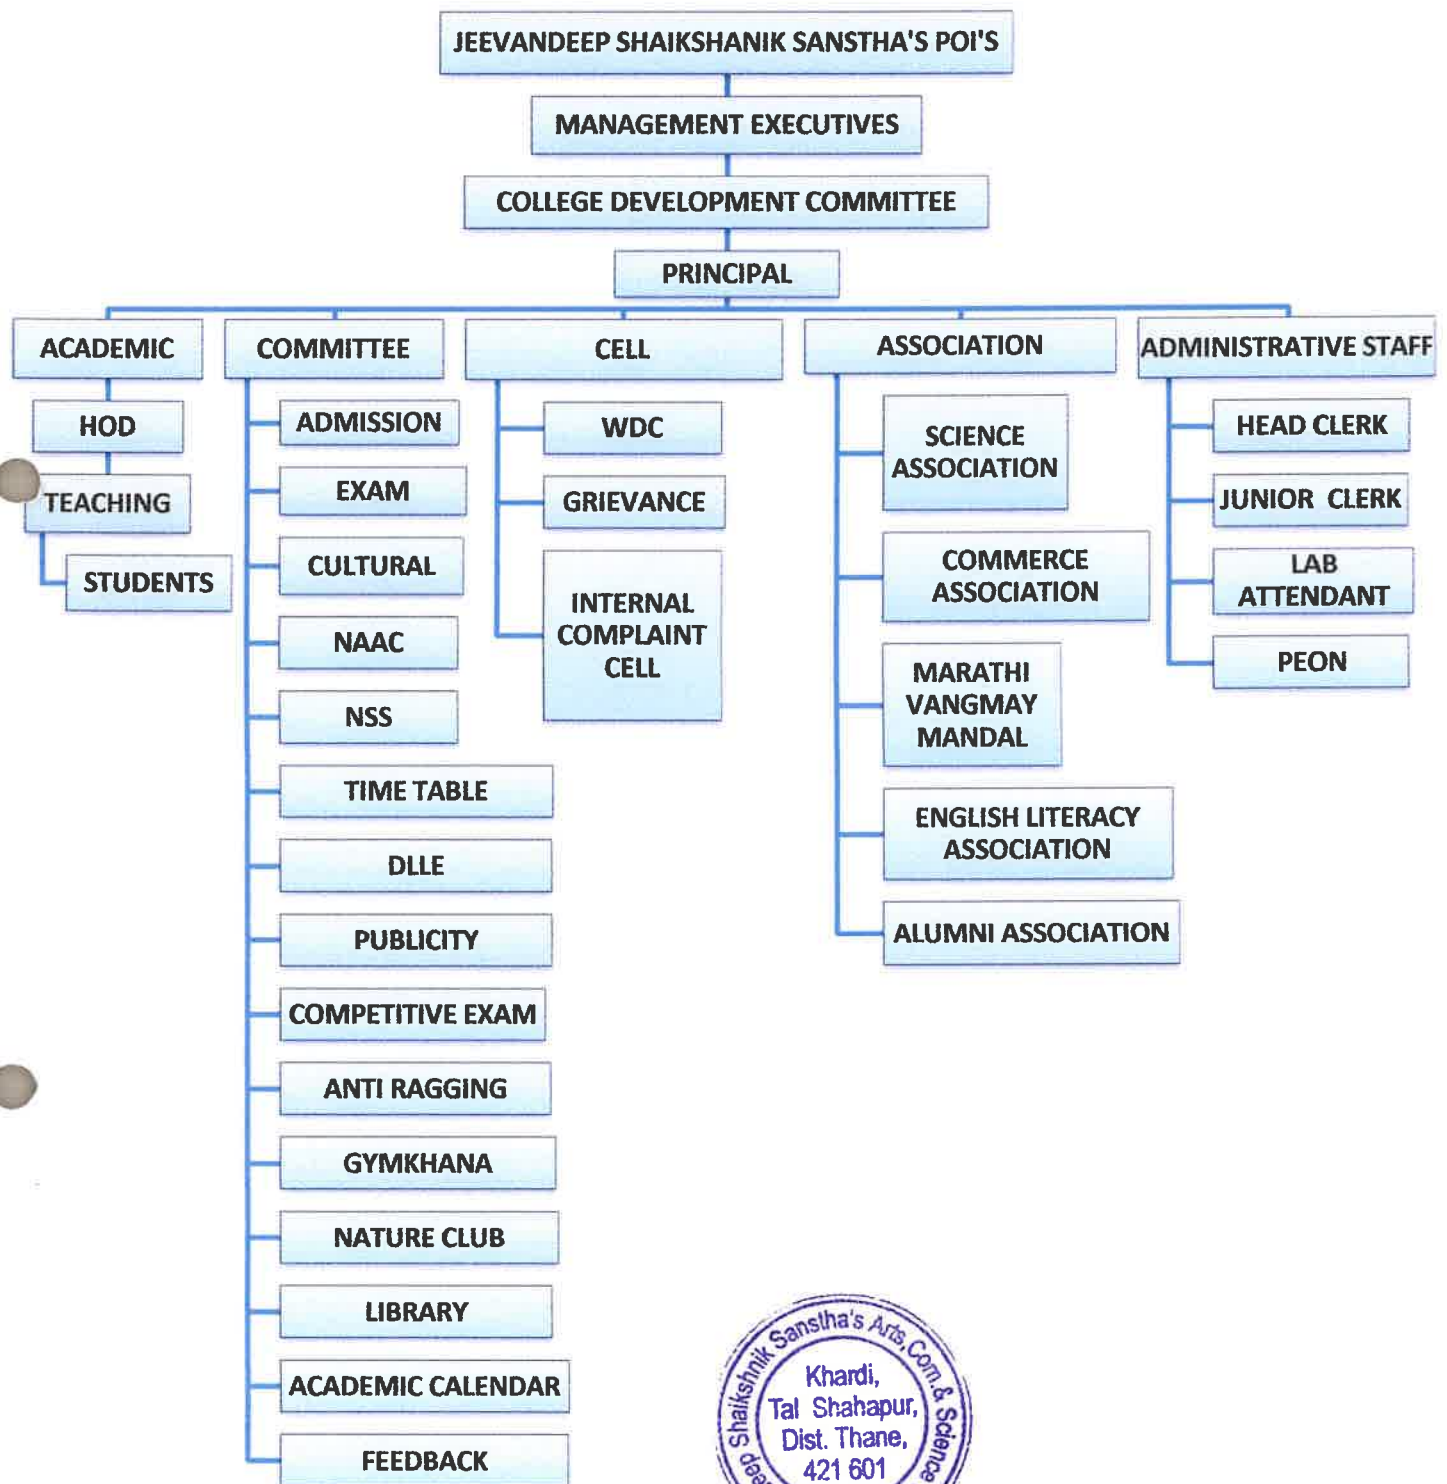 JEEVANDEEP SHAIKSHANIK SANSTHA'S POI'S
MANAGEMENT EXECUTIVES
COLLEGE DEVELOPMENT COMMITTEE
PRINCIPAL
ACADEMIC
HOD
TEACHING
STUDENTS
COMMITTEE
ADMISSION
EXAM
CULTURAL
NAAC
NSS
TIME TABLE
DLLE
PUBLICITY
COMPETITIVE EXAM
ANTI RAGGING
GYMKHANA
NATURE CLUB
LIBRARY
ACADEMIC CALENDAR
FEEDBACK
CELL
WDC
GRIEVANCE
INTERNAL
COMPLAINT
CELL
ASSOCIATION
SCIENCE
ASSOCIATION
COMMERCE
ASSOCIATION
MARATHI
VANGMAY
MANDAL
ENGLISH LITERACY
ASSOCIATION
ALUMNI ASSOCIATION
ADMINISTRATIVE STAFF
HEAD CLERK
JUNIOR CLERK
LAB
ATTENDANT
PEON
Shaikshnik Sanstha's Arts, Com. & Science
Khardi,
Tal Shahapur,
Dist. Thane,
421 601